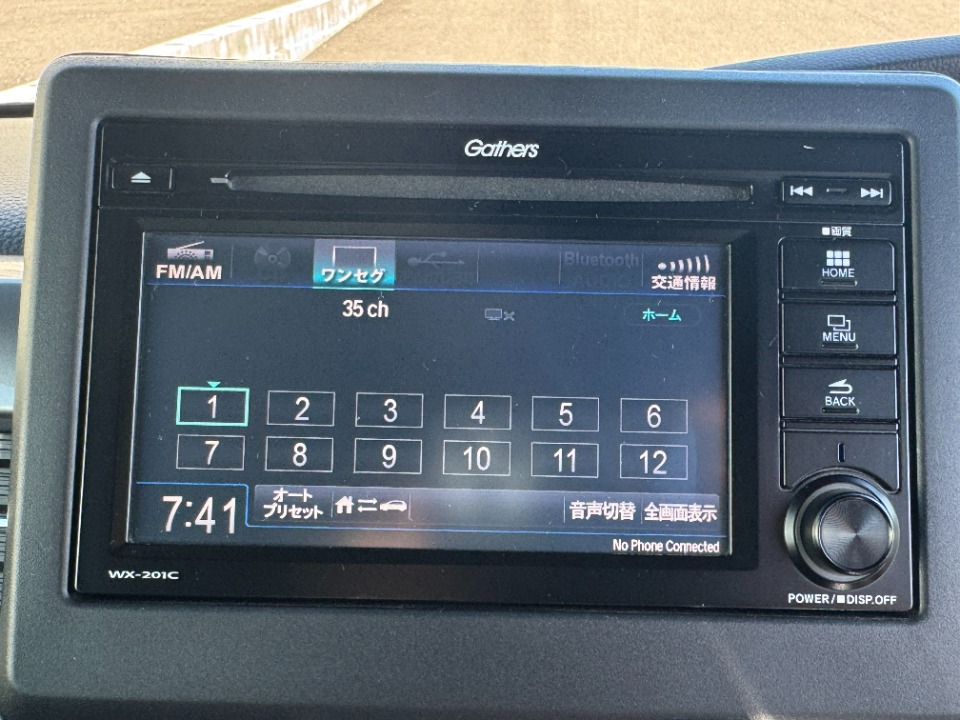 Gathers
■画質
FM/AM
ワンセグ
Bluetooth
交通情報
HOME
35 ch
ホーム
MENU
BACK
1 2 3 4 5 6
7 8 9 10 11 12
7:41
オート
プリセット
音声切替
全画面表示
No Phone Connected
WX-201C
POWER/■DISP.OFF